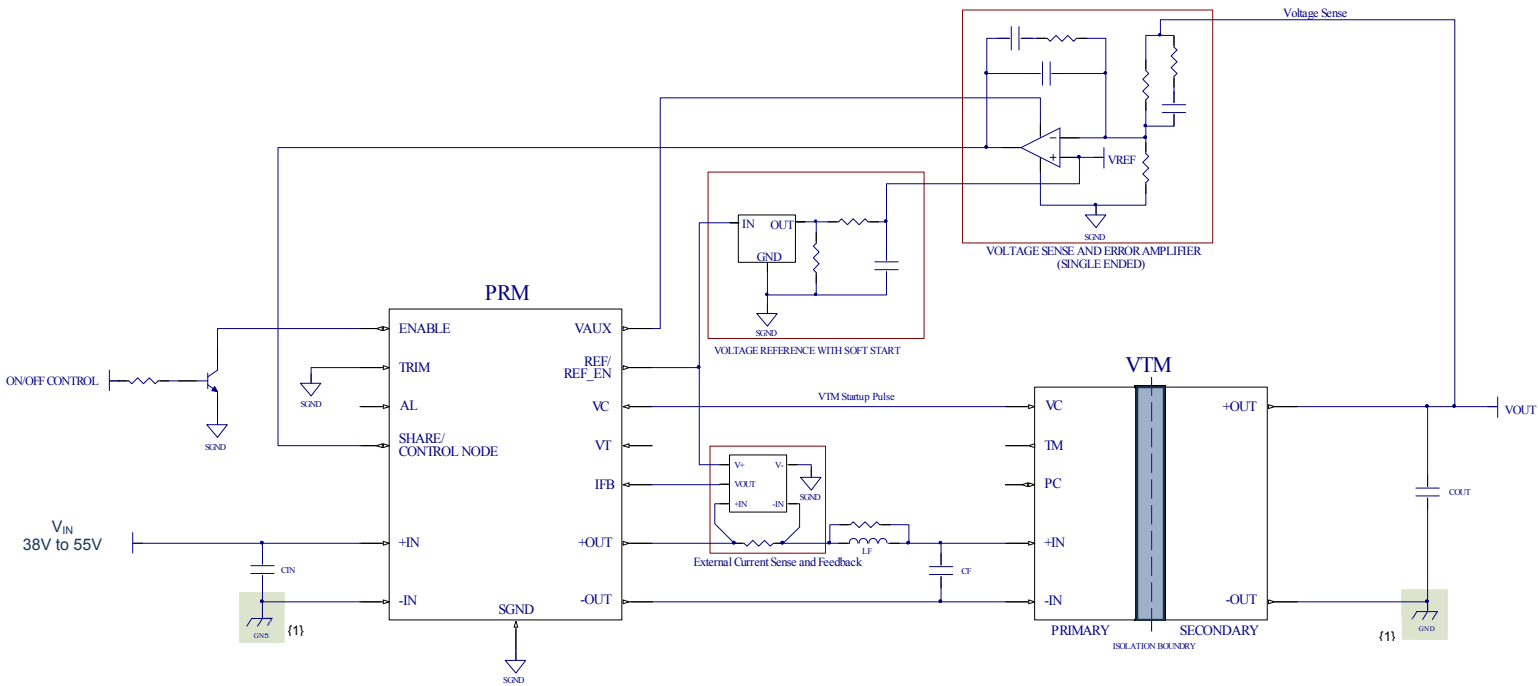 Voltage Sense
VREF
SGND
VOLTAGE SENSE AND ERROR AMPLIFIER
(SINGLE ENDED)
IN
OUT
GND
SGND
VOLTAGE REFERENCE WITH SOFT START
PRM
ENABLE
TRIM
AL
SHARE/
CONTROL NODE
+IN
-IN
VAUX
REF/
REF_EN
VC
VT
IFB
+OUT
-OUT
SGND
SGND
ON/OFF CONTROL
SGND
SGND
VIN
38V to 55V
CIN
{1}
VTM Startup Pulse
V+
V-
VOUT
+IN
-IN
SGND
External Current Sense and Feedback
LF
CF
VTM
VC
TM
PC
+IN
-IN
+OUT
-OUT
PRIMARY
SECONDARY
ISOLATION BOUNDRY
VOUT
COUT
GND
{1}